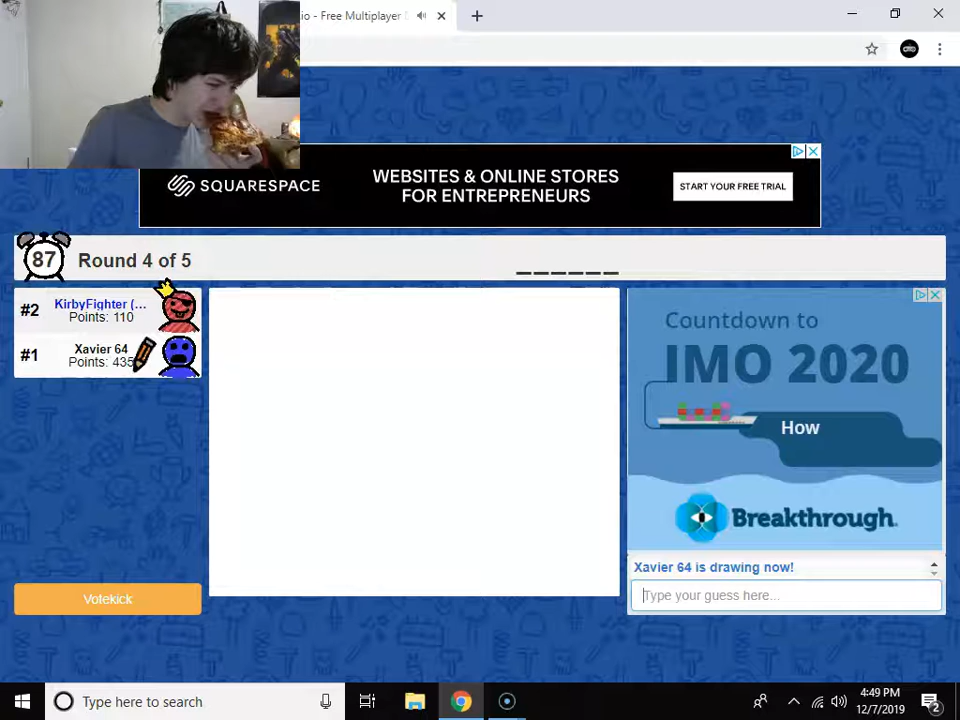 io - Free Multiplayer
SQUARESPACE
WEBSITES & ONLINE STORES
FOR ENTREPRENEURS
START YOUR FREE TRIAL
87
Round 4 of 5
______
#2
KirbyFighter (...
Points: 110
#1
Xavier 64
Points: 435
Votekick
Countdown to
IMO 2020
How
Breakthrough.
Xavier 64 is drawing now!
Type your guess here...
Type here to search
4:49 PM
12/7/2019
2